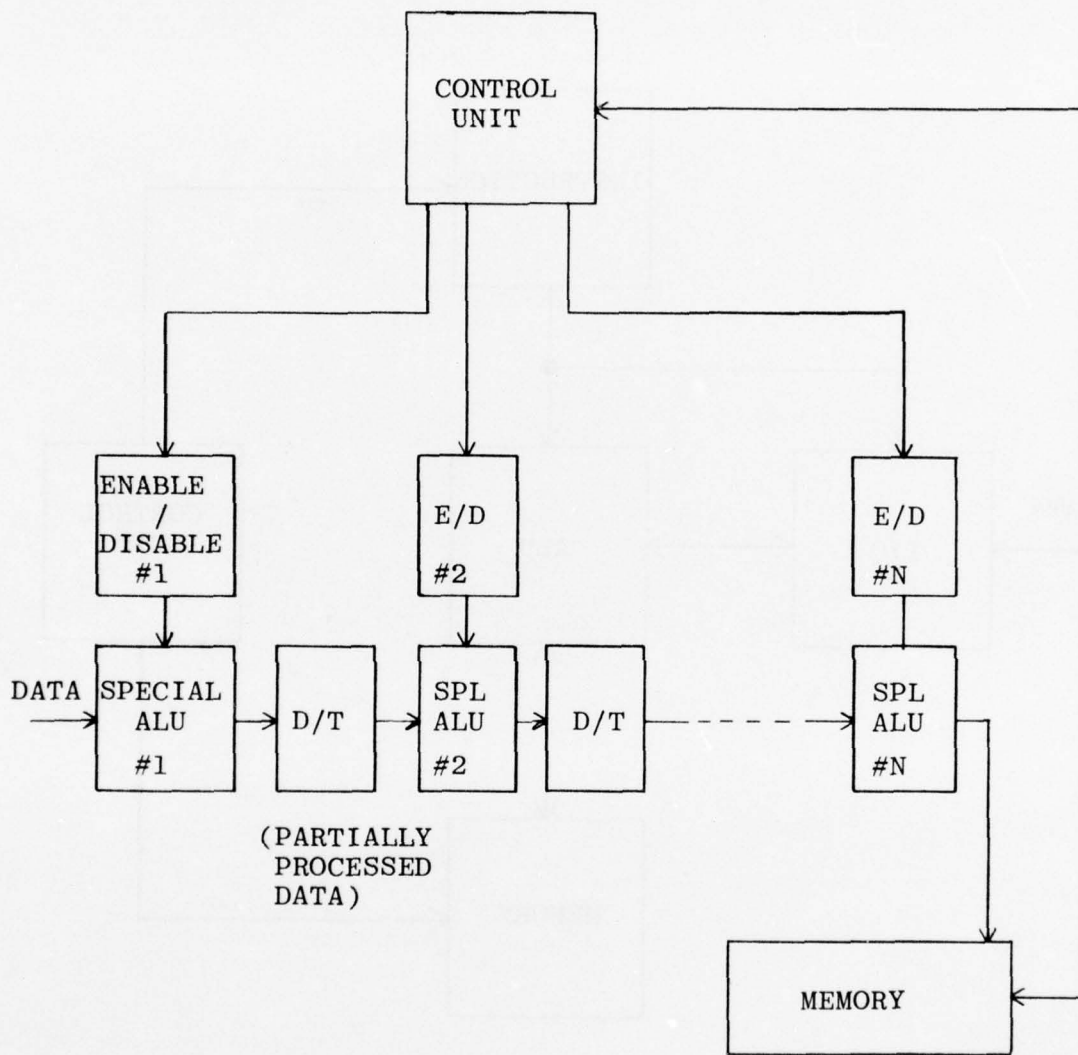 CONTROL
UNIT
ENABLE
/
DISABLE
#1
E/D
#2
E/D
#N
DATA
SPECIAL
ALU
#1
D/T
SPL
ALU
#2
D/T
SPL
ALU
#N
(PARTIALLY
PROCESSED
DATA)
MEMORY